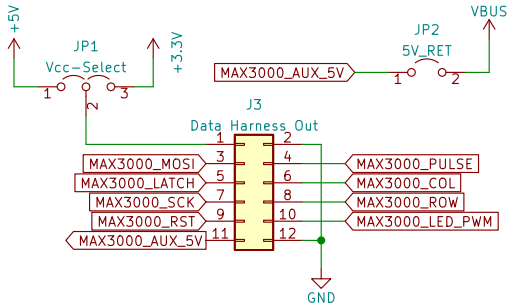 +5V
+3.3V
JP1
Vcc-Select
1
2
3
VBUS
JP2
5V_RET
MAX3000_AUX_5V
1
2
J3
Data Harness Out
1
2
MAX3000_MOSI
3
4
MAX3000_PULSE
MAX3000_LATCH
5
6
MAX3000_COL
MAX3000_SCK
7
8
MAX3000_ROW
MAX3000_RST
9
10
MAX3000_LED_PWM
MAX3000_AUX_5V
11
12
GND